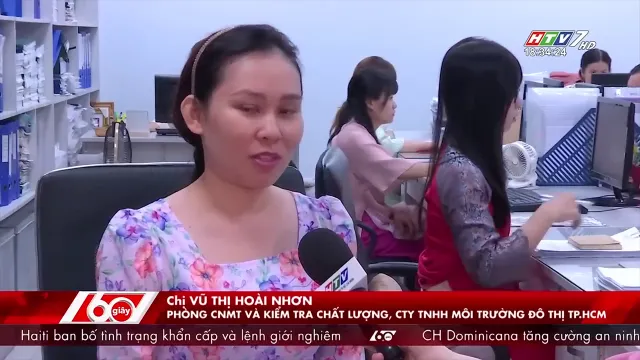 HTV7 HD
18:34:24
HTV
60 giây
Chị VŨ THỊ HOÀI NHƠN
PHÒNG CNMT VÀ KIỂM TRA CHẤT LƯỢNG, CTY TNHH MÔI TRƯỜNG ĐÔ THỊ TP.HCM
Haiti ban bố tình trạng khẩn cấp và lệnh giới nghiêm
CH Dominicana tăng cường an ninh